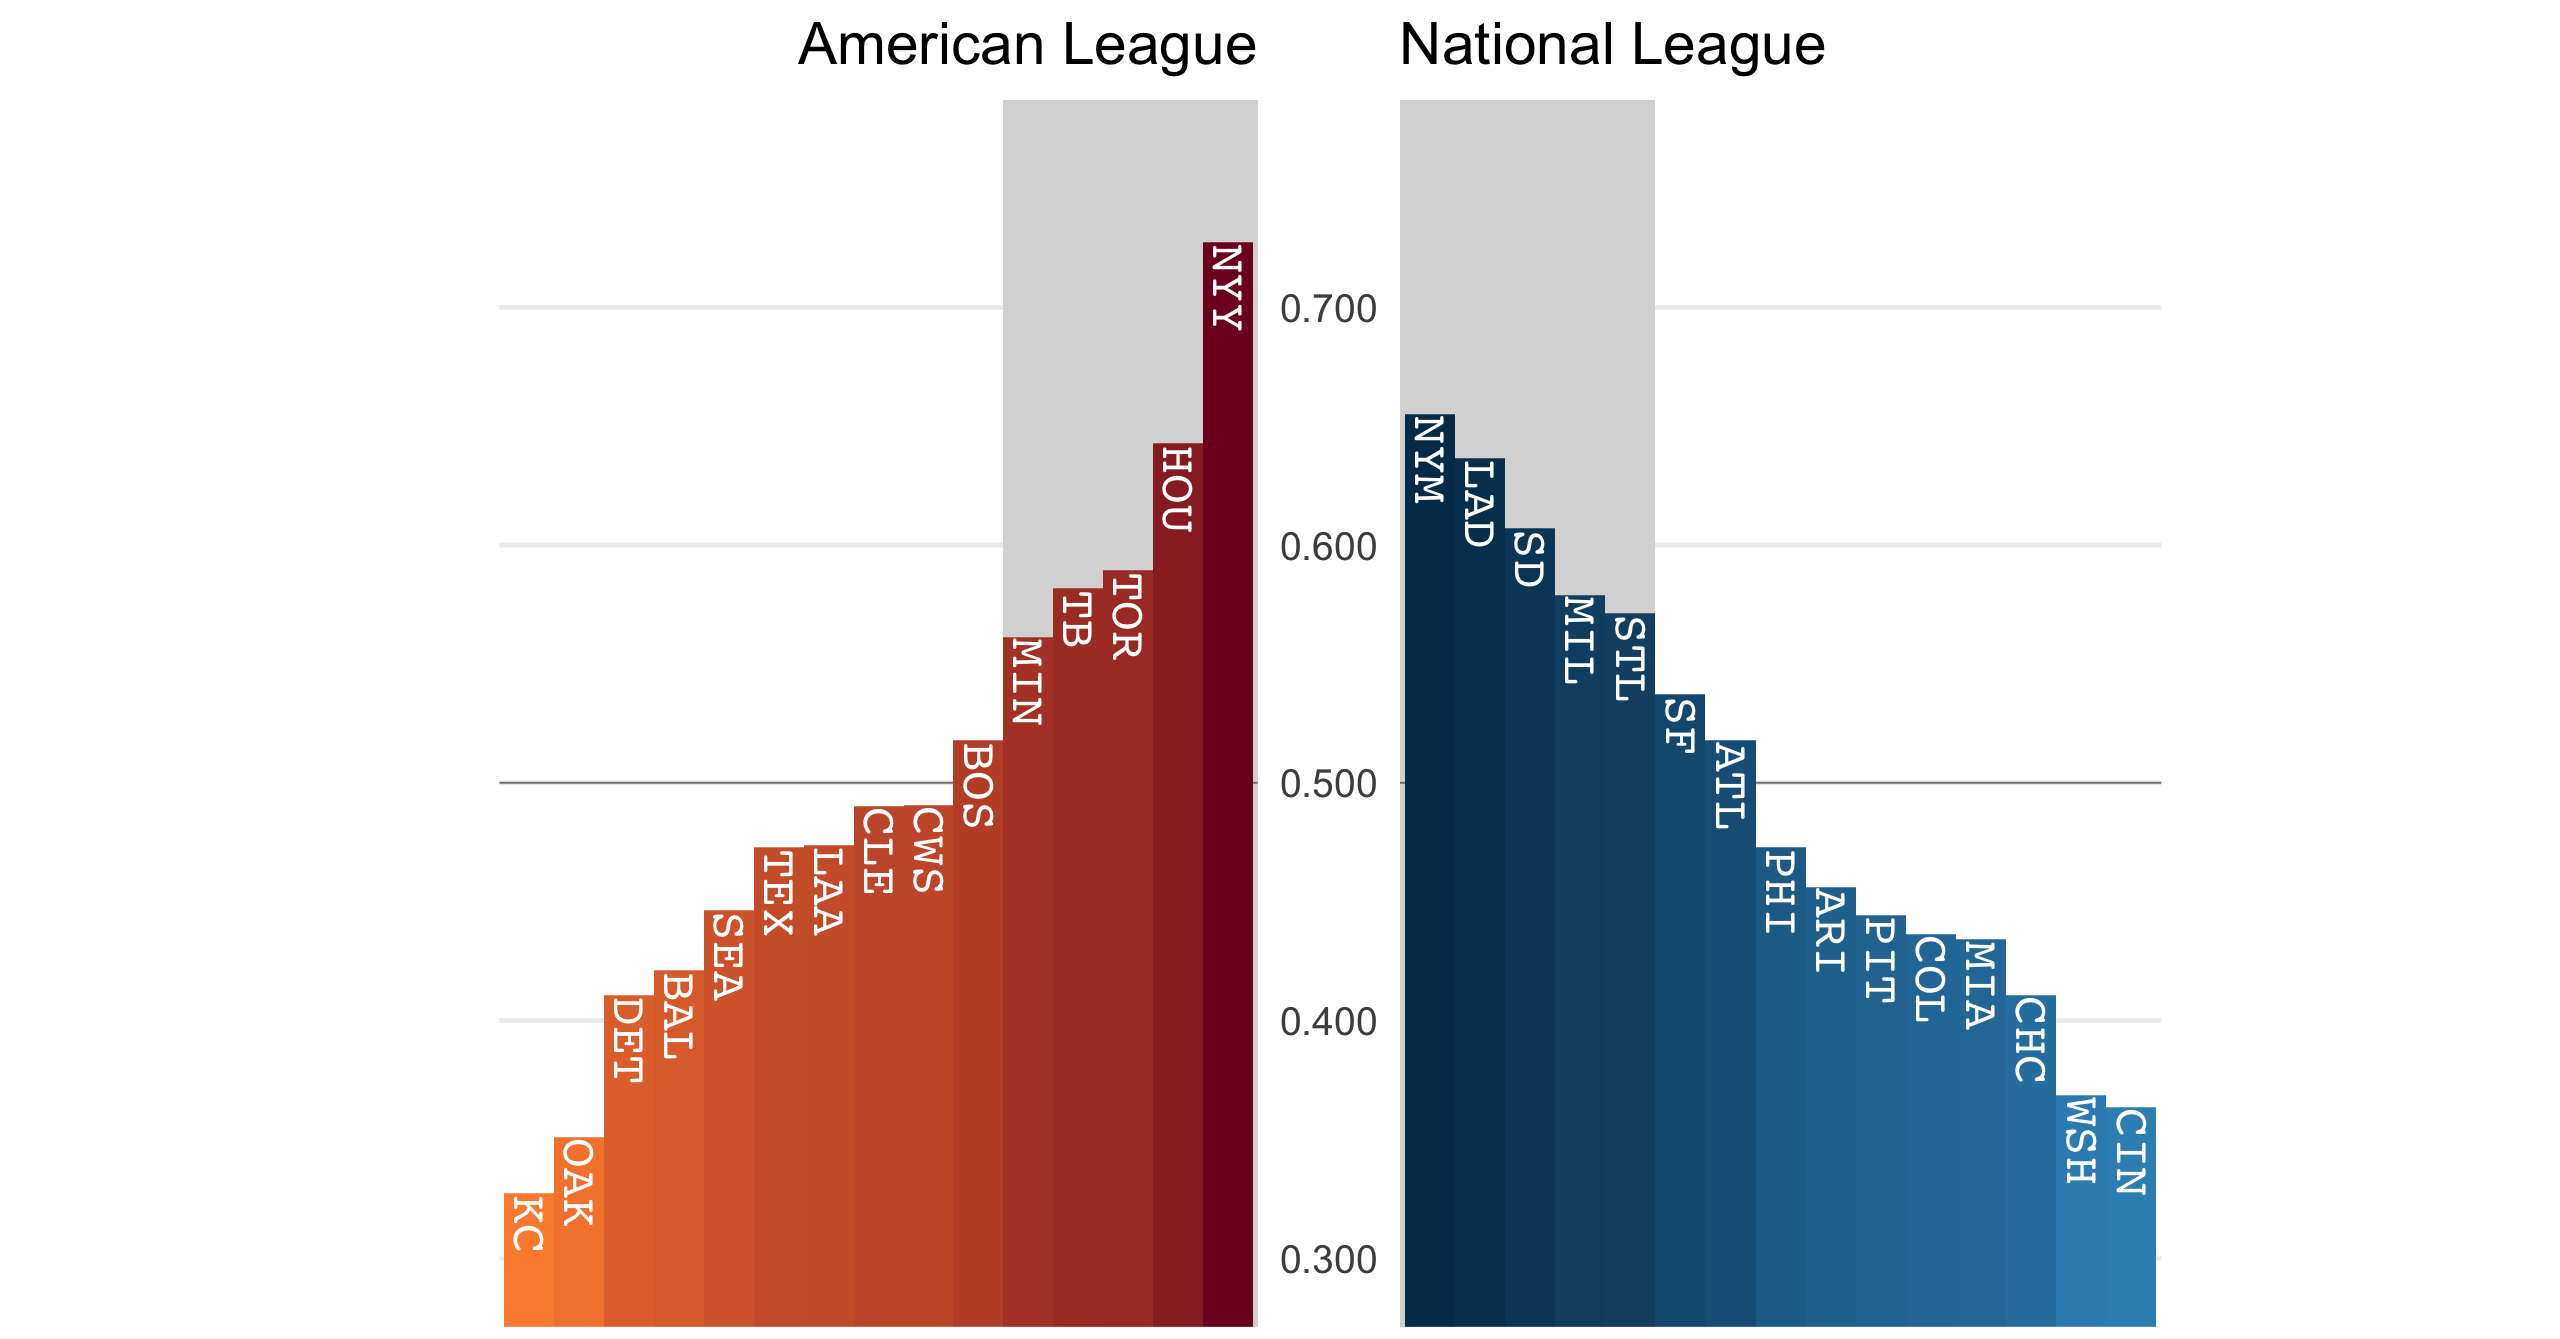 American League
National League
0.700
0.600
0.500
0.400
0.300
KC
OAK
DET
BAL
SEA
TEX
LAA
CLE
CWS
BOS
MIN
TB
TOR
HOU
NYY
NYM
LAD
SD
MIL
STL
SF
ATL
PHI
ARI
PIT
COL
MIA
CHC
WSH
CIN